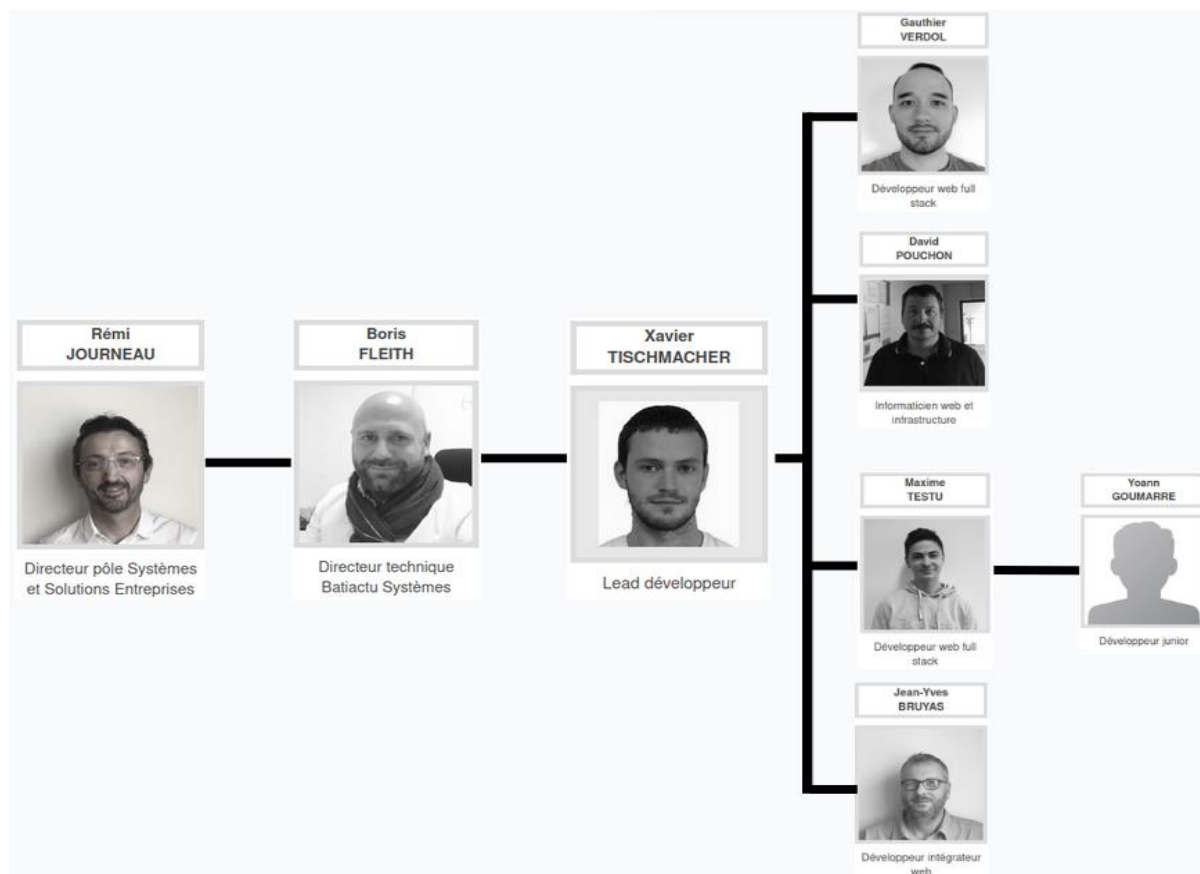 Gauthier
VERDOL
Développeur web full
stack
David
POUCHON
Informaticien web et
infrastructure
Rémi
JOURNEAU
Directeur pôle Systèmes
et Solutions Entreprises
Boris
FLEITH
Directeur technique
Batiactu Systèmes
Xavier
TISCHMACHER
Lead développeur
Maxime
TESTU
Développeur web full
stack
Yoann
GOUMARRE
Développeur junior
Jean-Yves
BRUYAS
Développeur intégrateur
web.